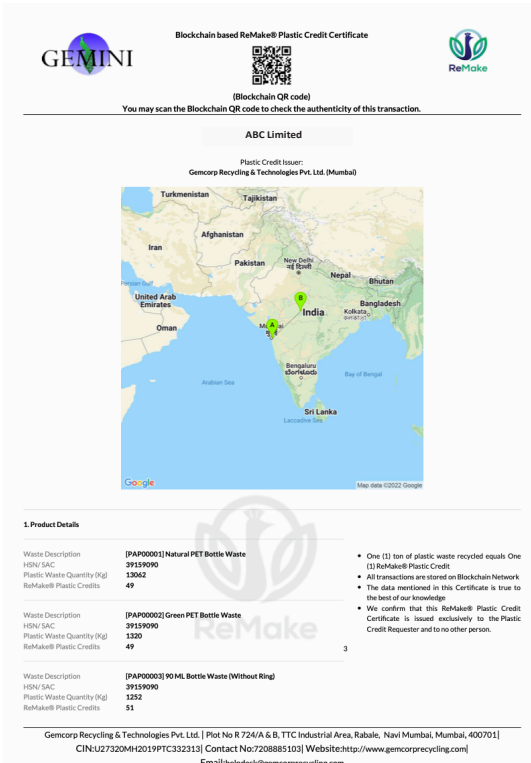 Blockchain based ReMake® Plastic Credit Certificate
GEMINI
ReMake
(Blockchain QR code)
You may scan the Blockchain QR code to check the authenticity of this transaction.
ABC Limited
Plastic Credit Issuer:
Gemcorp Recycling & Technologies Pvt. Ltd. (Mumbai)
Turkmenistan
Tajikistan
Afghanistan
Iran
Pakistan
New Delhi
नई दिल्ली
Nepal
Bhutan
Persian Gulf
United Arab
Emirates
B
Bangladesh
India
Kolkata
Oman
A
Bengaluru
Arabian Sea
Bay of Bengal
Sri Lanka
Laccadive Sea
Google
Map data ©2022 Google
1. Product Details
Waste Description [PAP00001] Natural PET Bottle Waste
HSN/ SAC 39159090
Plastic Waste Quantity (Kg) 13062
ReMake® Plastic Credits 49
Waste Description [PAP00002] Green PET Bottle Waste
HSN/ SAC 39159090
Plastic Waste Quantity (Kg) 1320
ReMake® Plastic Credits 49
3
Waste Description [PAP00003] 90 ML Bottle Waste (Without Ring)
HSN/ SAC 39159090
Plastic Waste Quantity (Kg) 1252
ReMake® Plastic Credits 51
• One (1) ton of plastic waste recycled equals One
(1) ReMake® Plastic Credit
• All transactions are stored on Blockchain Network
• The data mentioned in this Certificate is true to
the best of our knowledge
• We confirm that this ReMake® Plastic Credit
Certificate is issued exclusively to the Plastic
Credit Requester and to no other person.
ReMake
Gemcorp Recycling & Technologies Pvt. Ltd. | Plot No R 724/A & B, TTC Industrial Area, Rabale, Navi Mumbai, Mumbai, 400701|
CIN:U27320MH2019PTC332313| Contact No:7208885103| Website:http://www.gemcorprecycling.com|
Email:helpdesk@gemcorprecycling.com